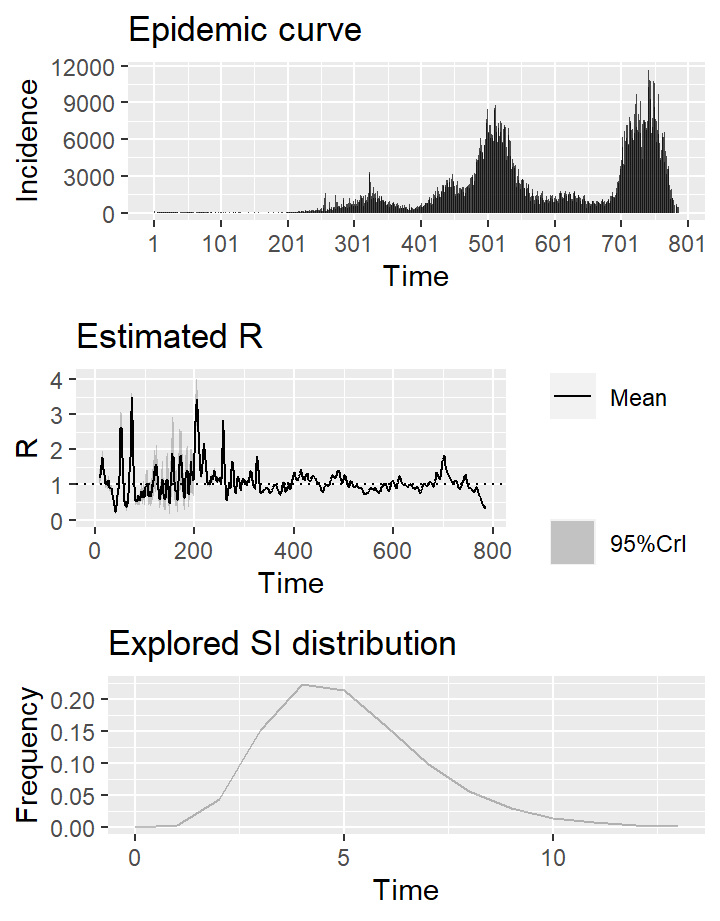 Epidemic curve
Incidence
12000
9000
6000
3000
0
1 101 201 301 401 501 601 701 801
Time
Estimated R
R
4
3
2
1
0
0 200 400 600 800
Time
Mean
95%CrI
Explored SI distribution
Frequency
0.20
0.15
0.10
0.05
0.00
0 5 10
Time